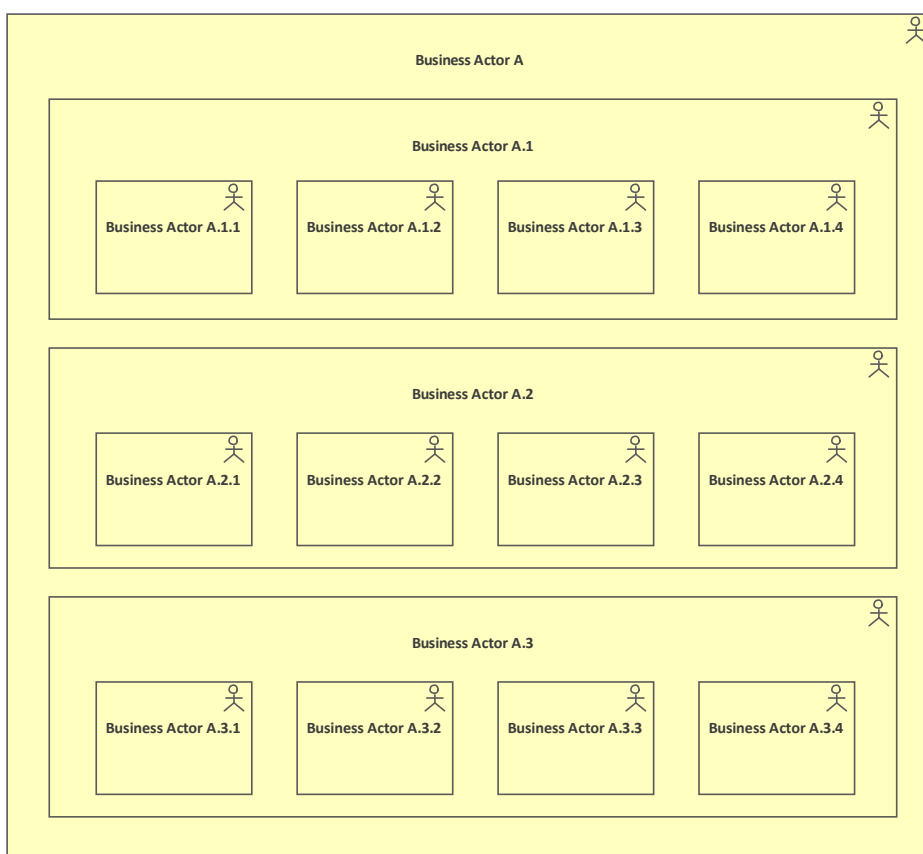 Business Actor A
Business Actor A.1
Business Actor A.1.1
Business Actor A.1.2
Business Actor A.1.3
Business Actor A.1.4
Business Actor A.2
Business Actor A.2.1
Business Actor A.2.2
Business Actor A.2.3
Business Actor A.2.4
Business Actor A.3
Business Actor A.3.1
Business Actor A.3.2
Business Actor A.3.3
Business Actor A.3.4